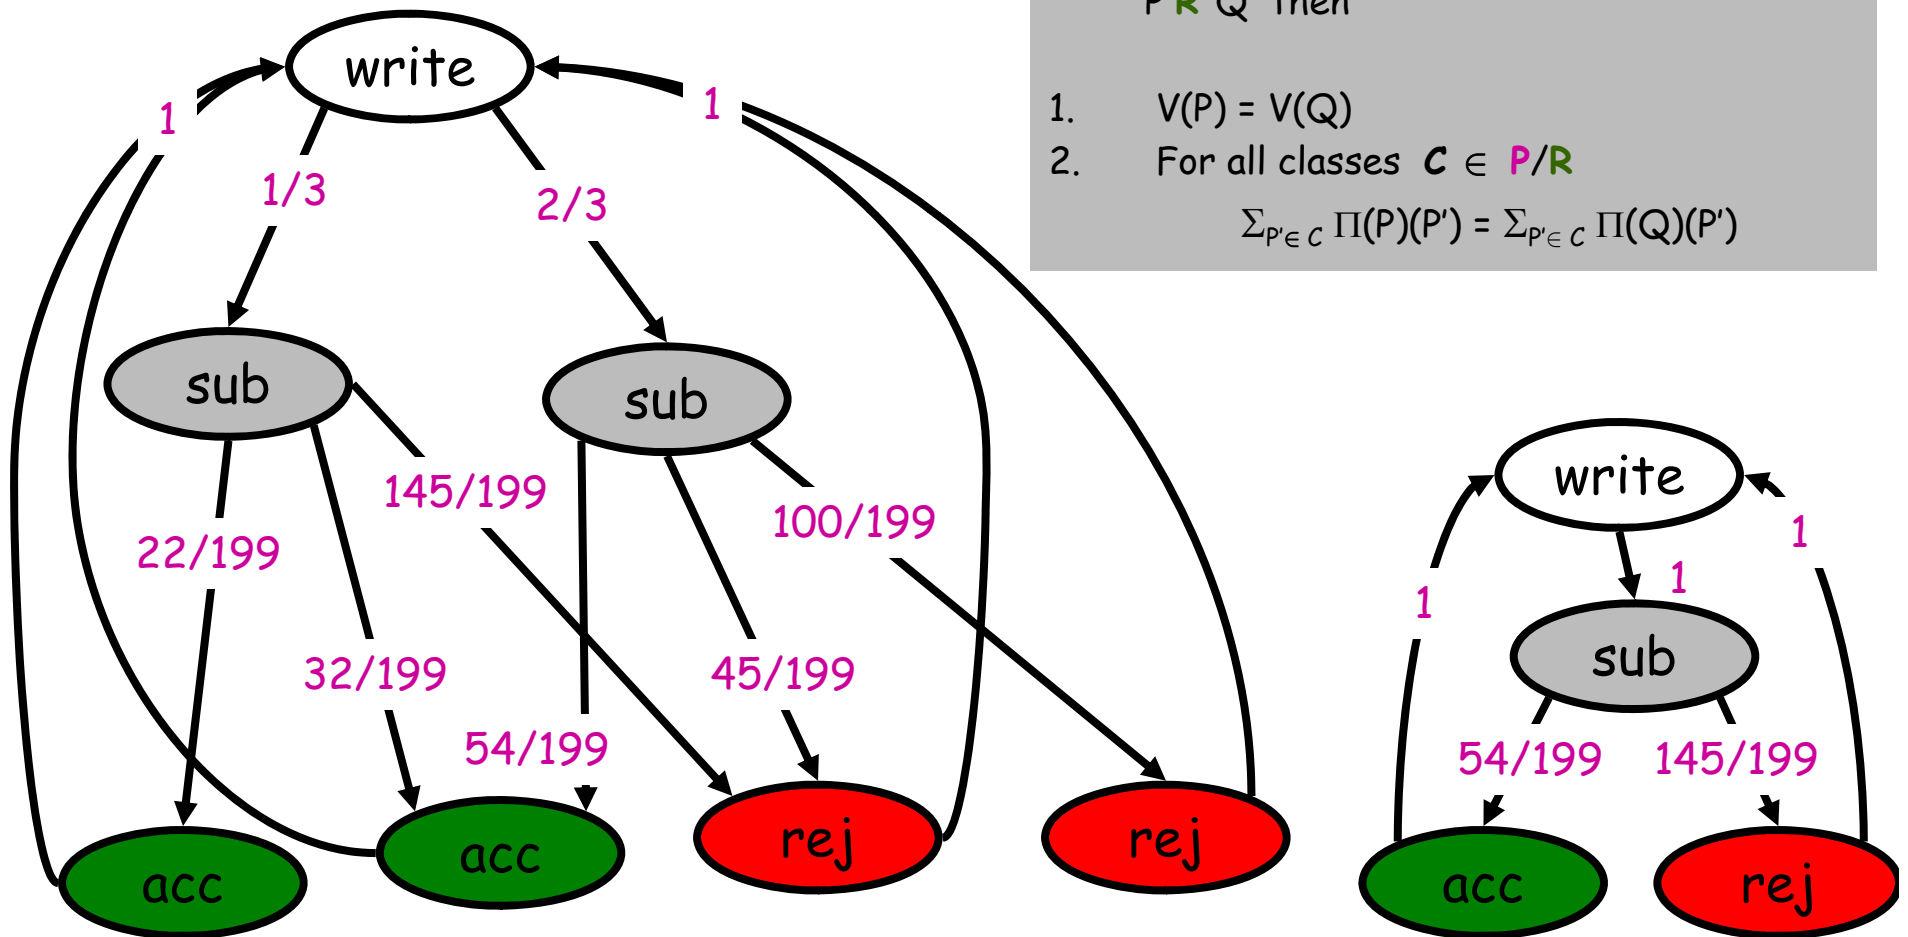 P R Q then
write
1
1
1. V(P) = V(Q)
2. For all classes C ∈ P/R
Σ P'∈ C Π(P)(P') = Σ P'∈ C Π(Q)(P')
1/3
2/3
sub
sub
145/199
100/199
22/199
32/199
45/199
54/199
acc
acc
rej
rej
write
1
1
1
sub
54/199
145/199
acc
rej